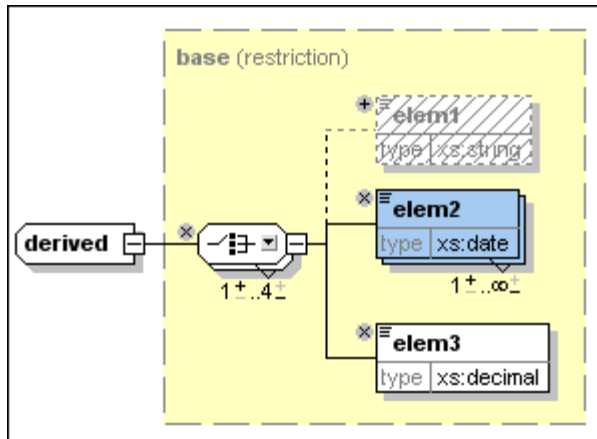 base (restriction)
elem1
type xs:string
derived
elem2
type xs:date
1 ± ..4 ±
1 ± ..∞ ±
elem3
type xs:decimal